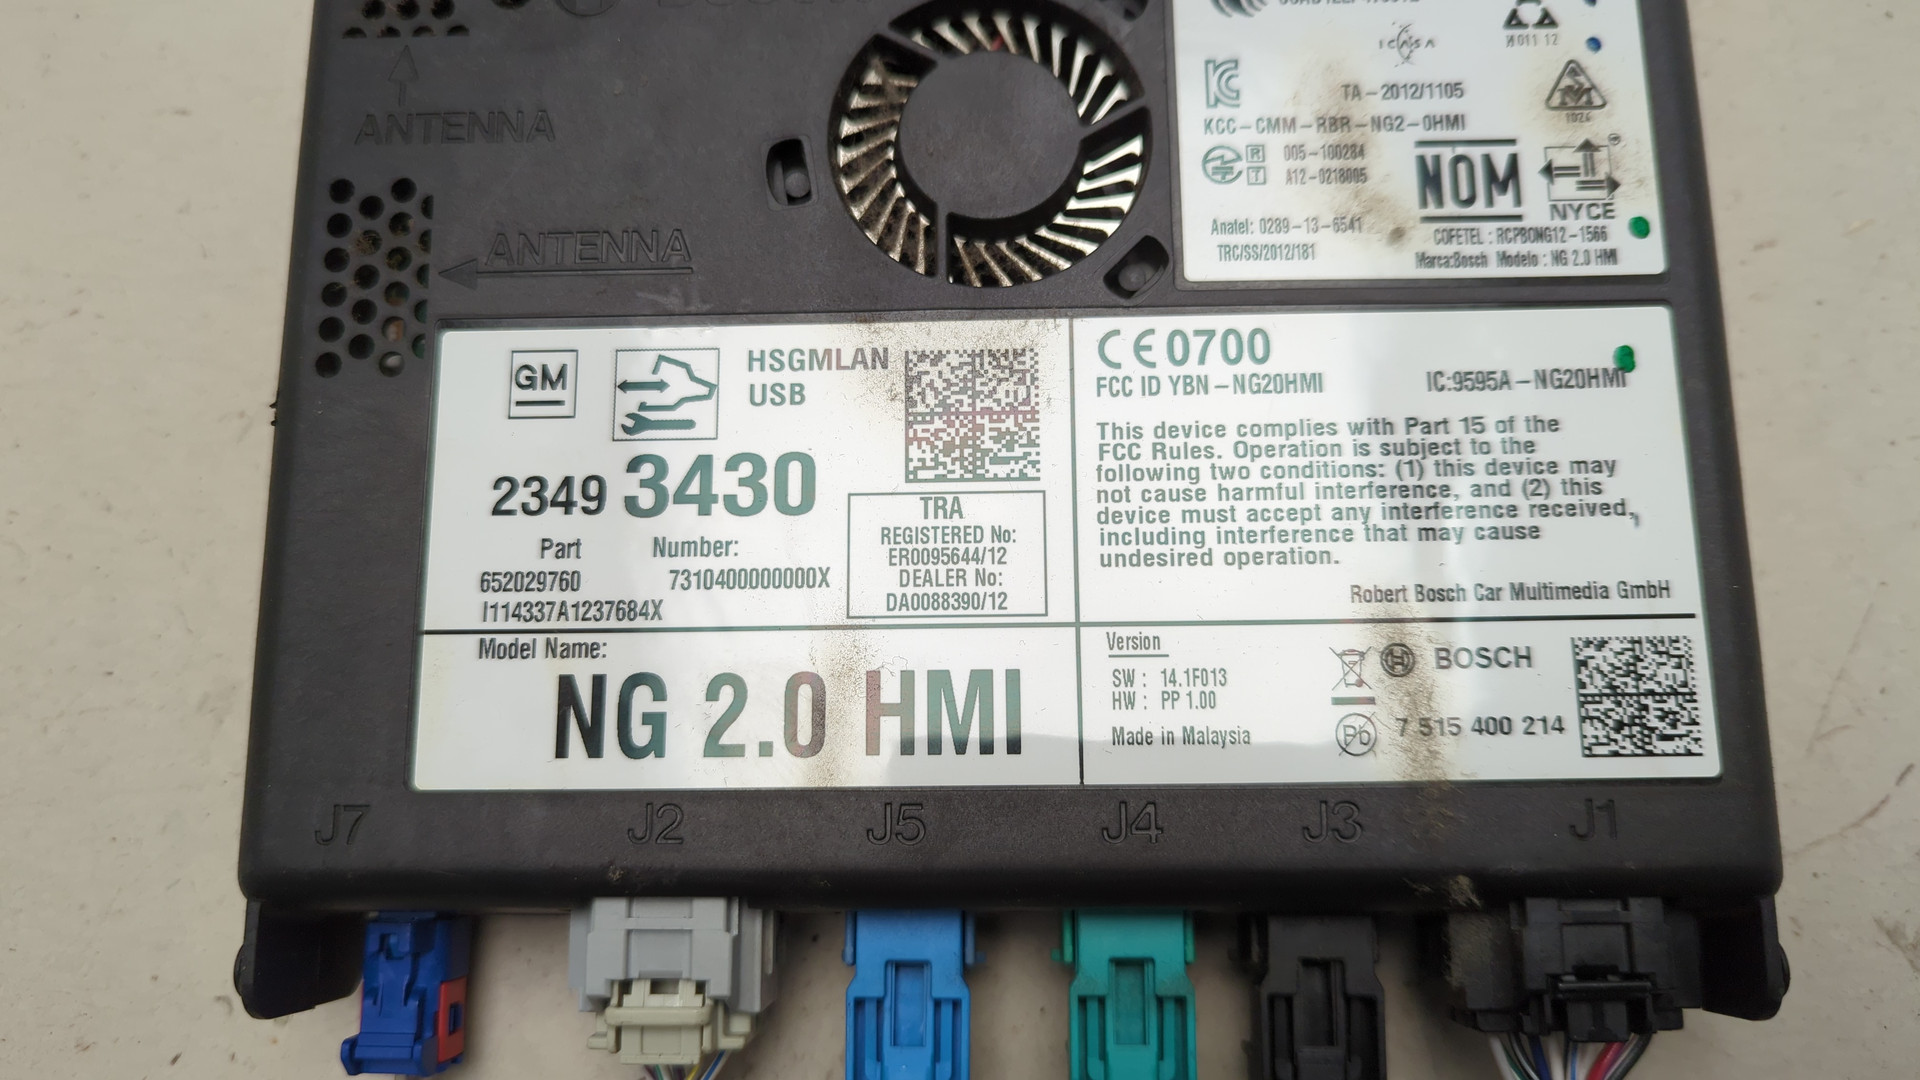 ANTENNA
ANTENNA
ICASA
TA-2012/1105
KCC-CMM-RBR-NG2-0HMI
R 005-100284
T A12-0218005
NOM
NYCE
Anatel: 0289-13-6541
TRC/SS/2012/181
COFETEL : RCPBONG12-1566
Marca:Bosch Modelo : NG 2.0 HMI
GM
HSGMLAN
USB
2349 3430
Part Number:
652029760 7310400000000X
I114337A1237684X
TRA
REGISTERED No:
ER0095644/12
DEALER No:
DA0088390/12
CE0700
FCC ID YBN-NG20HMI IC:9595A-NG20HMI
This device complies with Part 15 of the
FCC Rules. Operation is subject to the
following two conditions: (1) this device may
not cause harmful interference, and (2) this
device must accept any interference received,
including interference that may cause
undesired operation.
Robert Bosch Car Multimedia GmbH
Model Name:
NG 2.0 HMI
Version
SW : 14.1F013
HW : PP 1.00
Made in Malaysia
BOSCH
Pb
7 515 400 214
J7 J2 J5 J4 J3 J1